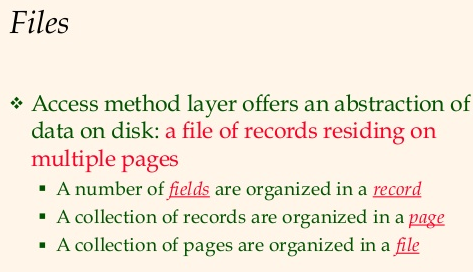 Files
❖ Access method layer offers an abstraction of
data on disk: a file of records residing on
multiple pages
▪ A number of fields are organized in a record
▪ A collection of records are organized in a page
▪ A collection of pages are organized in a file